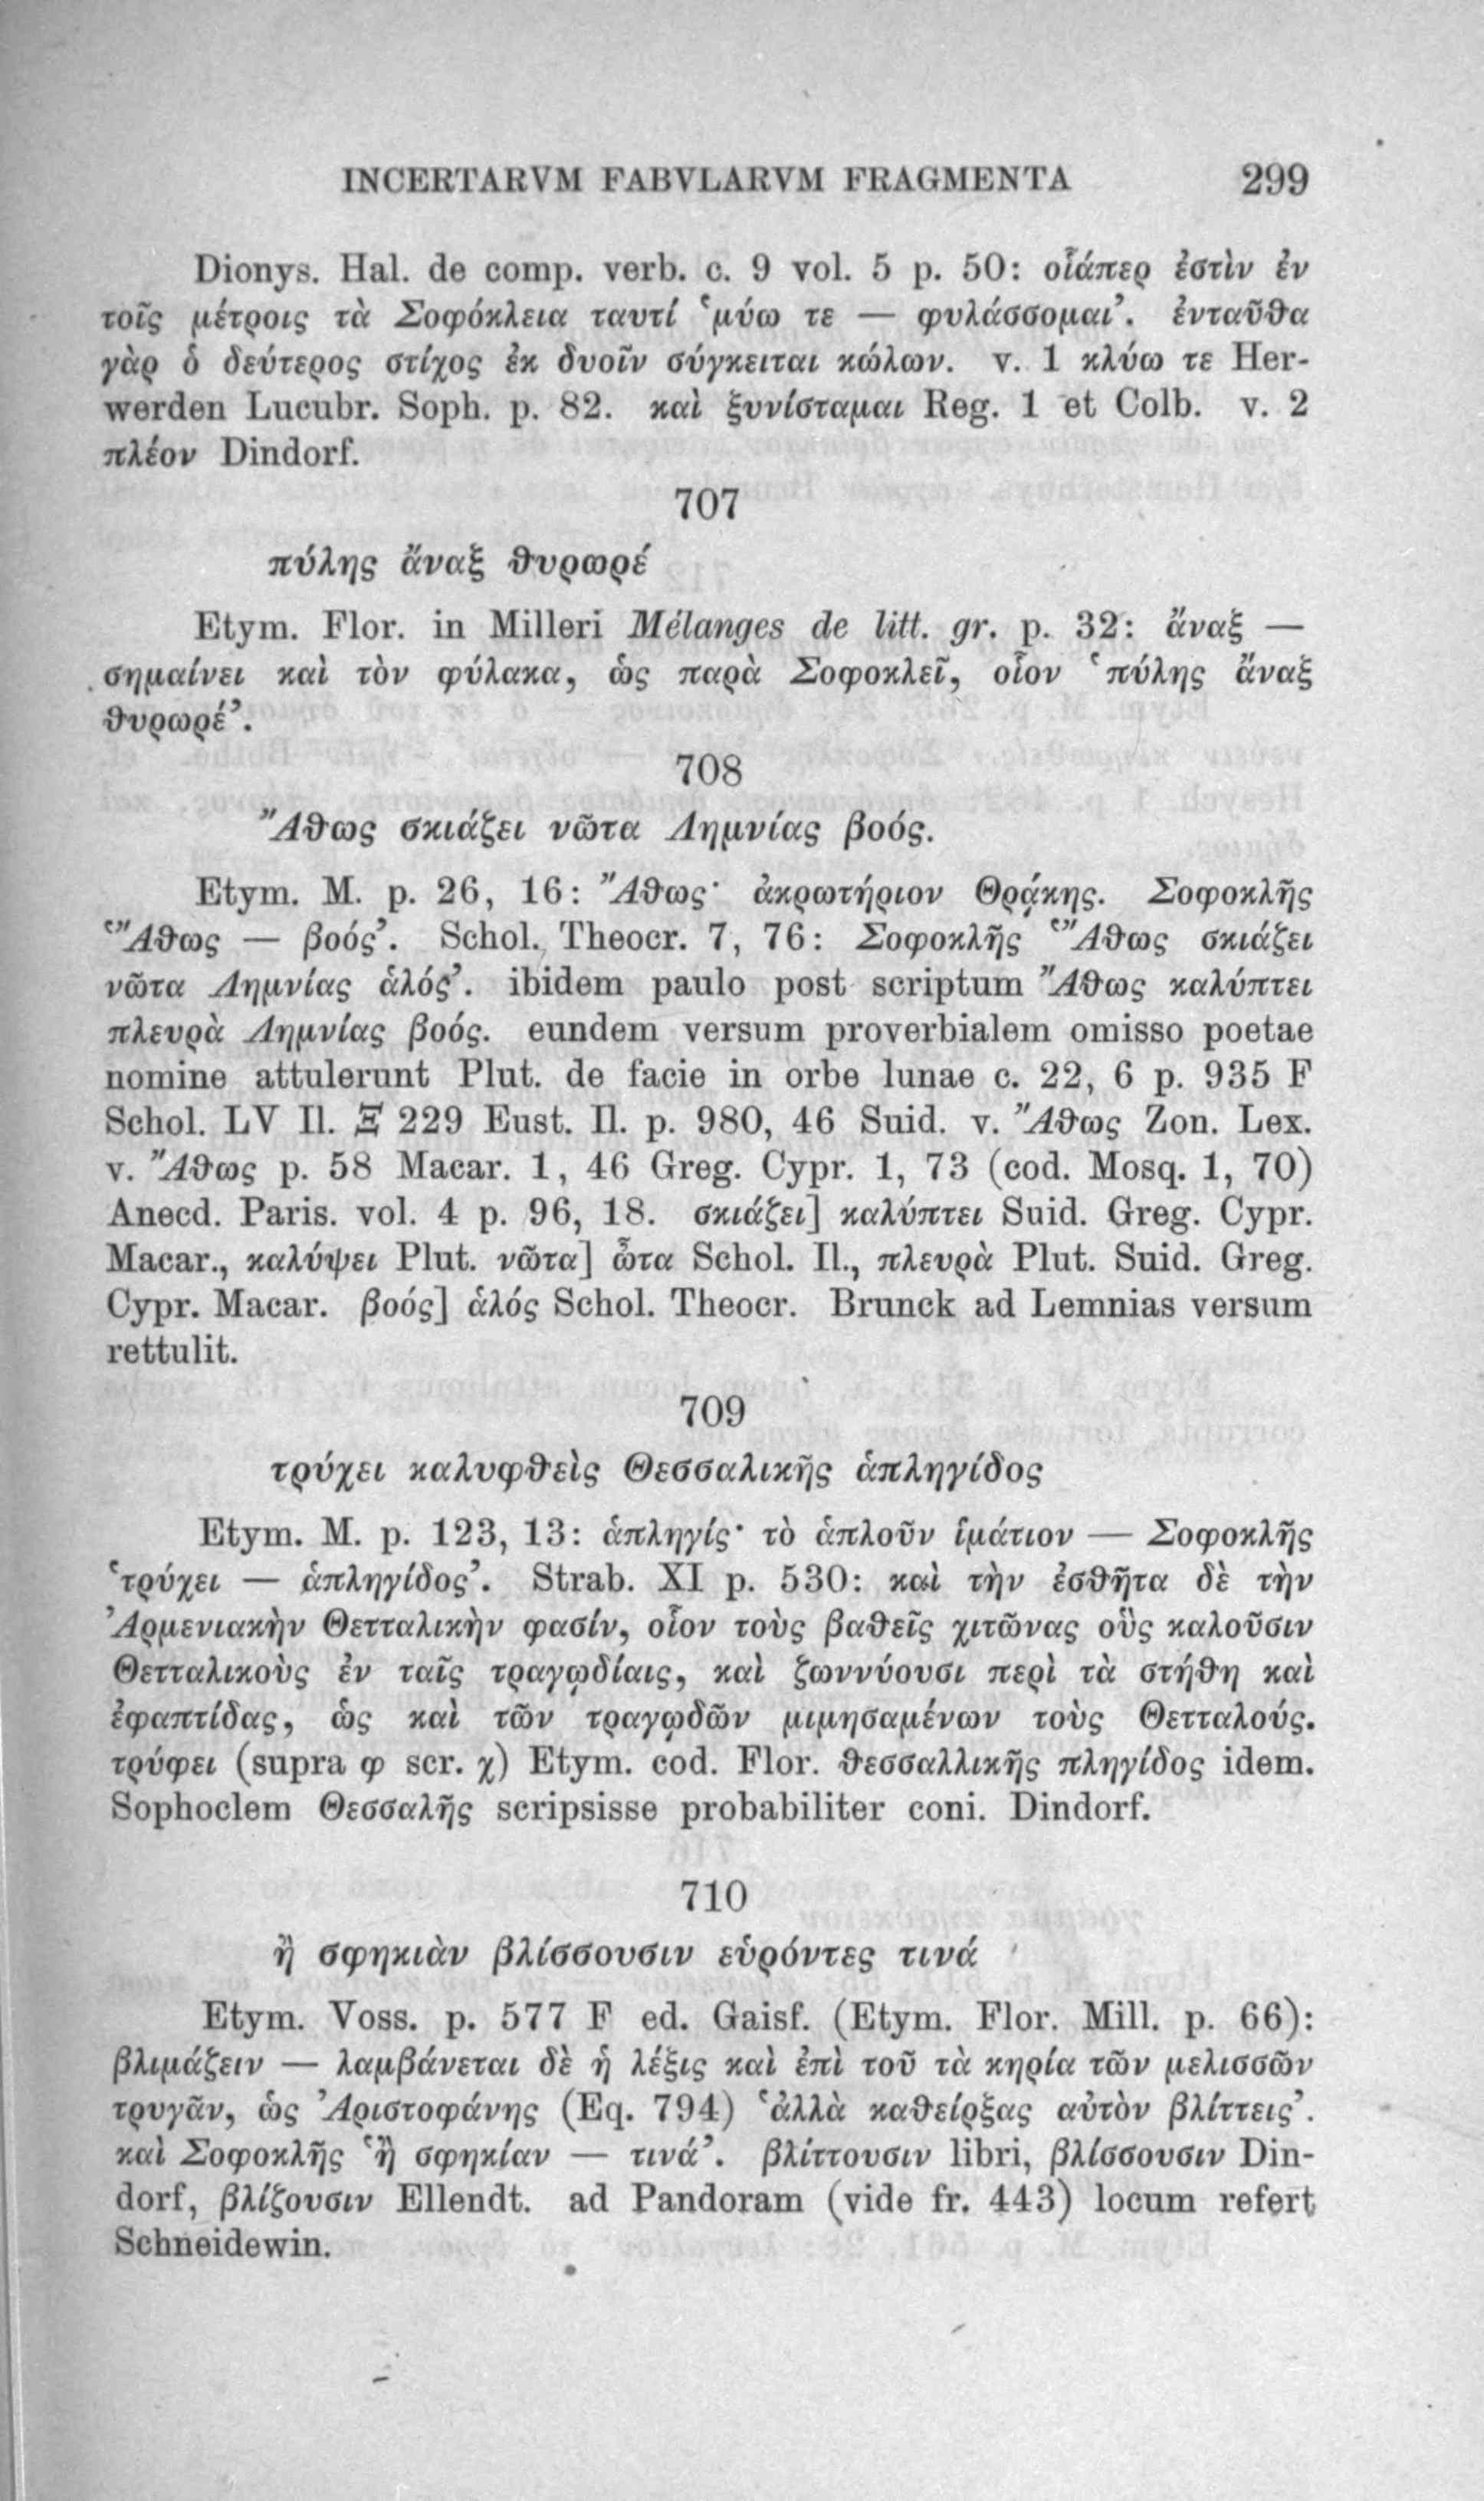 INCERTARVM FABVLARVM FRAGMENTA 299
Dionys. Hal. de comp. verb. c. 9 vol. 5 p. 50: οἷάπερ ἐστὶν ἐν
τοῖς μέτροις τὰ Σοφόκλεια ταυτί ‘μύω τε — φυλάσσομαι’. ἐνταῦθα
γὰρ ὁ δεύτερος στίχος ἐκ δυοῖν σύγκειται κώλων. v. 1 κλύω τε Her-
werden Lucubr. Soph. p. 82. καὶ ξυνίσταμαι Reg. 1 et Colb. v. 2
πλέον Dindorf.
707
πύλης ἄναξ θυρωρέ
Etym. Flor. in Milleri Mélanges de litt. gr. p. 32: ἄναξ —
σημαίνει καὶ τὸν φύλακα, ὡς παρὰ Σοφοκλεῖ, οἷον ‘πύλης ἄναξ
θυρωρέ’.
708
Ἄθως σκιάζει νῶτα Λημνίας βοός.
Etym. M. p. 26, 16: Ἄθως· ἀκρωτήριον Θρᾴκης. Σοφοκλῆς
‘Ἄθως — βοός’. Schol. Theocr. 7, 76: Σοφοκλῆς ‘Ἄθως σκιάζει
νῶτα Λημνίας ἁλός’. ibidem paulo post scriptum Ἄθως καλύπτει
πλευρὰ Λημνίας βοός. eundem versum proverbialem omisso poetae
nomine attulerunt Plut. de facie in orbe lunae c. 22, 6 p. 935 F
Schol. LV Il. Ξ 229 Eust. Il. p. 980, 46 Suid. v. Ἄθως Zon. Lex.
v. Ἄθως p. 58 Macar. 1, 46 Greg. Cypr. 1, 73 (cod. Mosq. 1, 70)
Anecd. Paris. vol. 4 p. 96, 18. σκιάζει] καλύπτει Suid. Greg. Cypr.
Macar., καλύψει Plut. νῶτα] ὦτα Schol. Il., πλευρὰ Plut. Suid. Greg.
Cypr. Macar. βοός] ἁλός Schol. Theocr. Brunck ad Lemnias versum
rettulit.
709
τρύχει καλυφθεὶς Θεσσαλικῆς ἁπληγίδος
Etym. M. p. 123, 13: ἁπληγίς· τὸ ἁπλοῦν ἱμάτιον — Σοφοκλῆς
‘τρύχει — ἁπληγίδος’. Strab. XI p. 530: καὶ τὴν ἐσθῆτα δὲ τὴν
Ἀρμενιακὴν Θετταλικὴν φασίν, οἷον τοὺς βαθεῖς χιτῶνας οὓς καλοῦσιν
Θετταλικοὺς ἐν ταῖς τραγῳδίαις, καὶ ζωννύουσι περὶ τὰ στήθη καὶ
ἐφαπτίδας, ὡς καὶ τῶν τραγῳδῶν μιμησαμένων τοὺς Θετταλούς.
τρύφει (supra φ scr. χ) Etym. cod. Flor. θεσσαλλικῆς πληγίδος idem.
Sophoclem Θεσσαλῆς scripsisse probabiliter coni. Dindorf.
710
ἢ σφηκιὰν βλίσσουσιν εὑρόντες τινά
Etym. Voss. p. 577 F ed. Gaisf. (Etym. Flor. Mill. p. 66):
βλιμάζειν — λαμβάνεται δὲ ἡ λέξις καὶ ἐπὶ τοῦ τὰ κηρία τῶν μελισσῶν
τρυγᾶν, ὡς Ἀριστοφάνης (Eq. 794) ‘ἀλλὰ καθείρξας αὐτὸν βλίττεις’.
καὶ Σοφοκλῆς ‘ἢ σφηκίαν — τινά’. βλίττουσιν libri, βλίσσουσιν Din-
dorf, βλίζουσιν Ellendt. ad Pandoram (vide fr. 443) locum refert
Schneidewin.